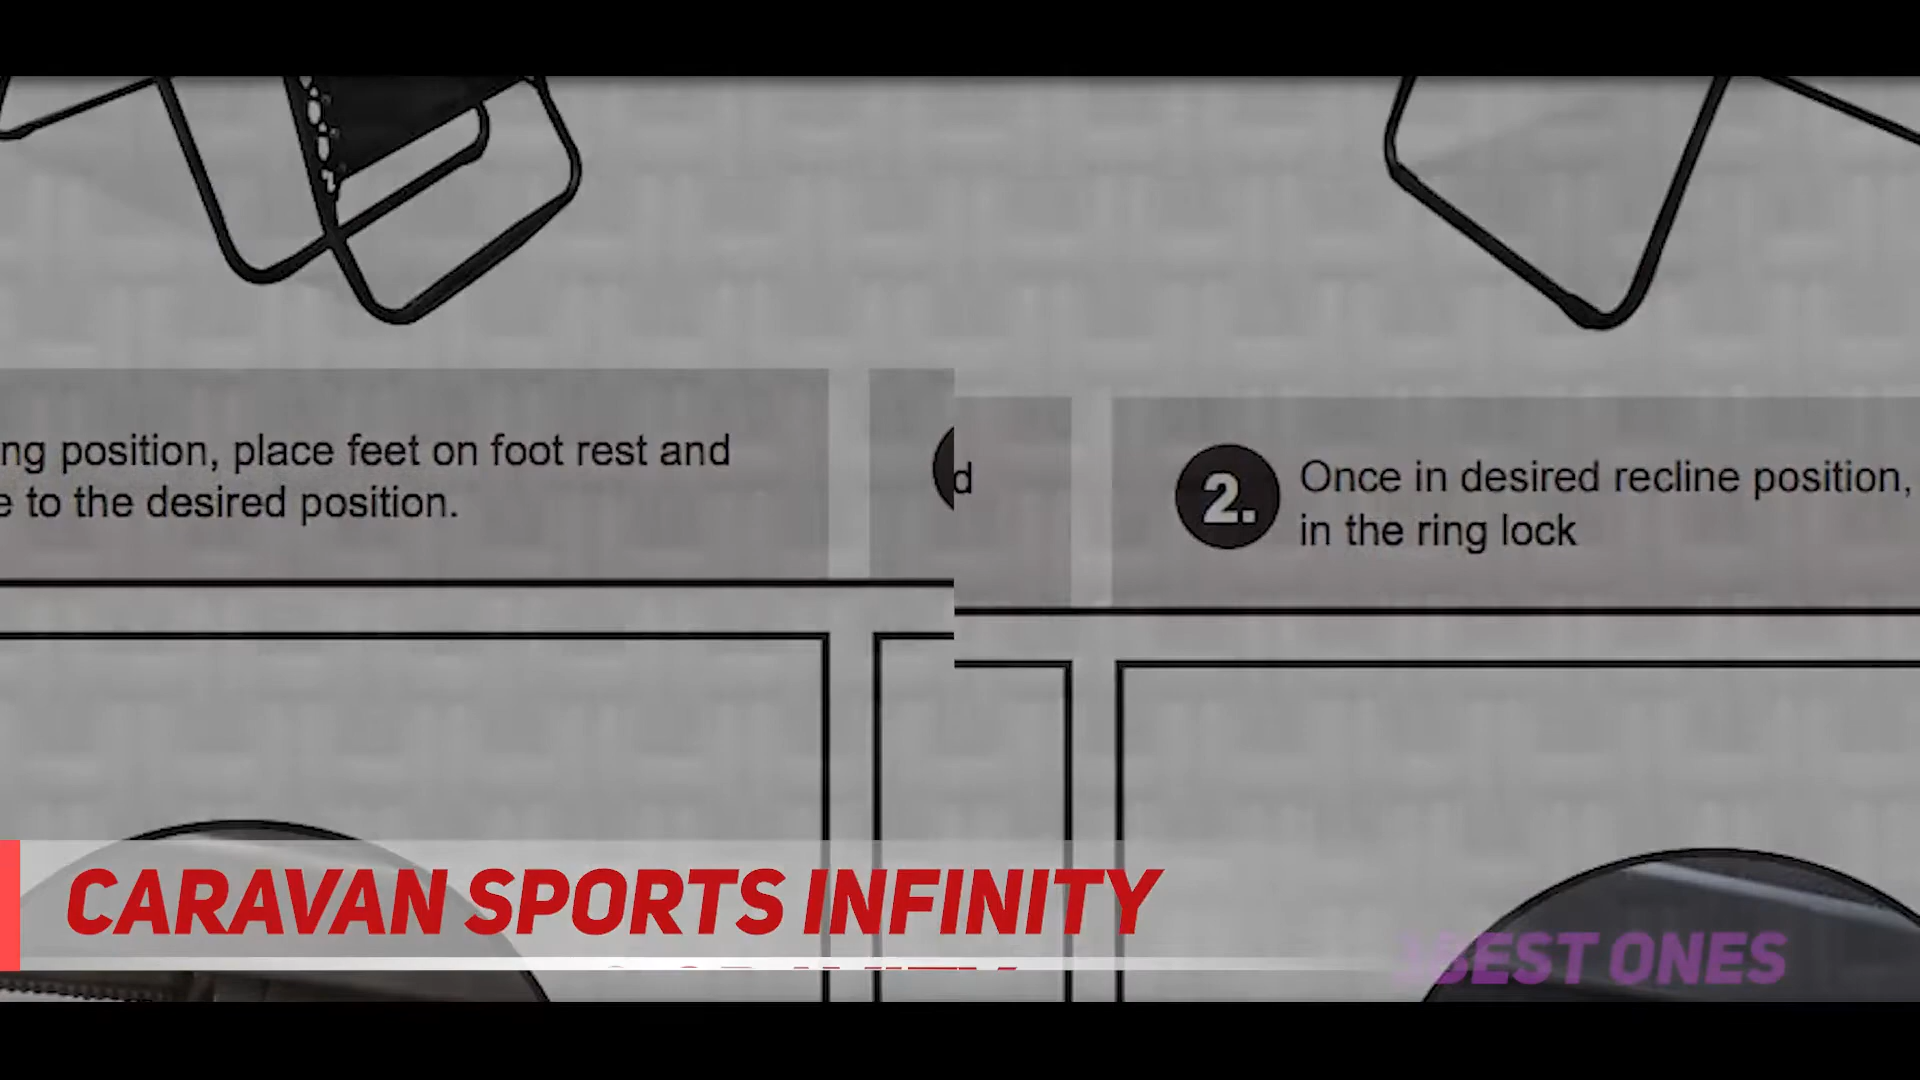 ng position, place feet on foot rest and
e to the desired position.
d
2.
Once in desired recline position,
in the ring lock
CARAVAN SPORTS INFINITY
BEST ONES